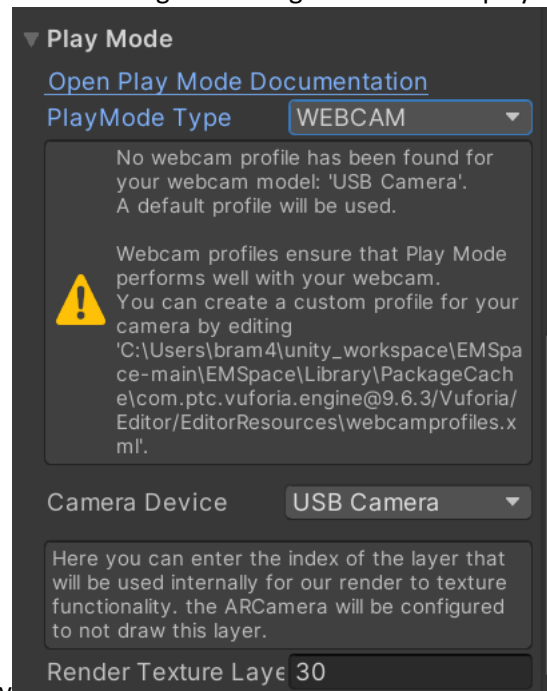 Play Mode
Open Play Mode Documentation
PlayMode Type WEBCAM
No webcam profile has been found for
your webcam model: 'USB Camera'.
A default profile will be used.
Webcam profiles ensure that Play Mode
performs well with your webcam.
You can create a custom profile for your
camera by editing
'C:\Users\bram4\unity_workspace\EMSpa
ce-main\EMSpace\Library\PackageCach
e\com.ptc.vuforia.engine@9.6.3/Vuforia/
Editor/EditorResources\webcamprofiles.x
ml'.
Camera Device USB Camera
Here you can enter the index of the layer that
will be used internally for our render to texture
functionality. the ARCamera will be configured
to not draw this layer.
Render Texture Laye 30